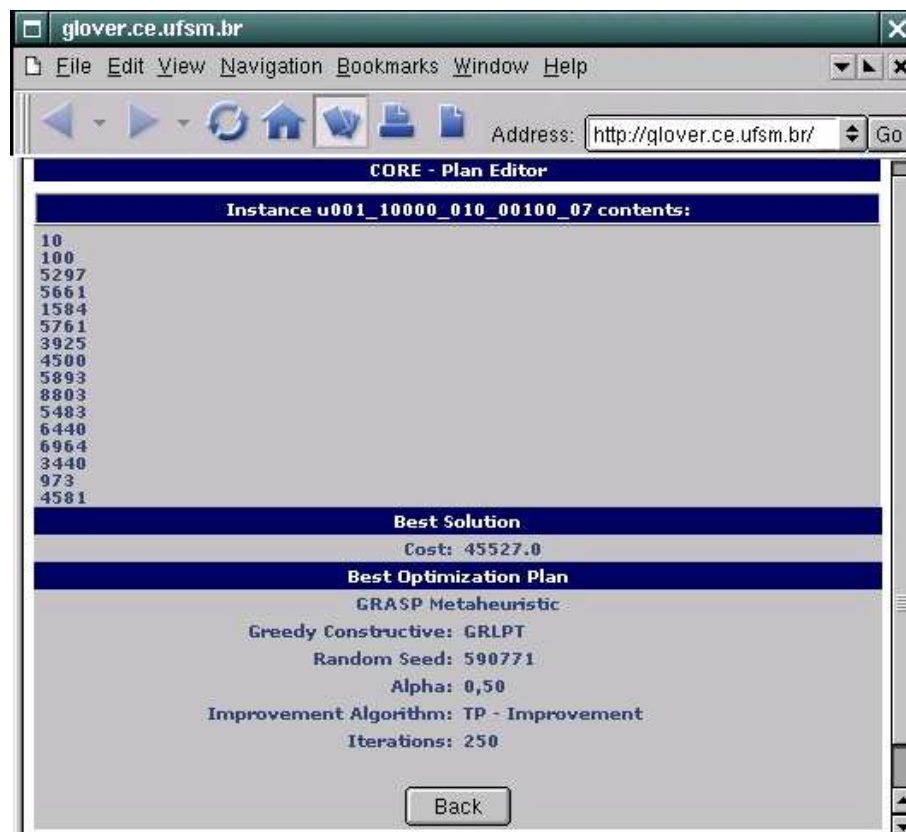 glover.ce.ufsm.br
File Edit View Navigation Bookmarks Window Help
Address: http://glover.ce.ufsm.br/ Go
CORE - Plan Editor
Instance u001_10000_010_00100_07 contents:
10
100
5297
5661
1584
5761
3925
4500
5893
8803
5483
6440
6964
3440
973
4581
Best Solution
Cost: 45527.0
Best Optimization Plan
GRASP Metaheuristic
Greedy Constructive: GRLPT
Random Seed: 590771
Alpha: 0,50
Improvement Algorithm: TP - Improvement
Iterations: 250
Back